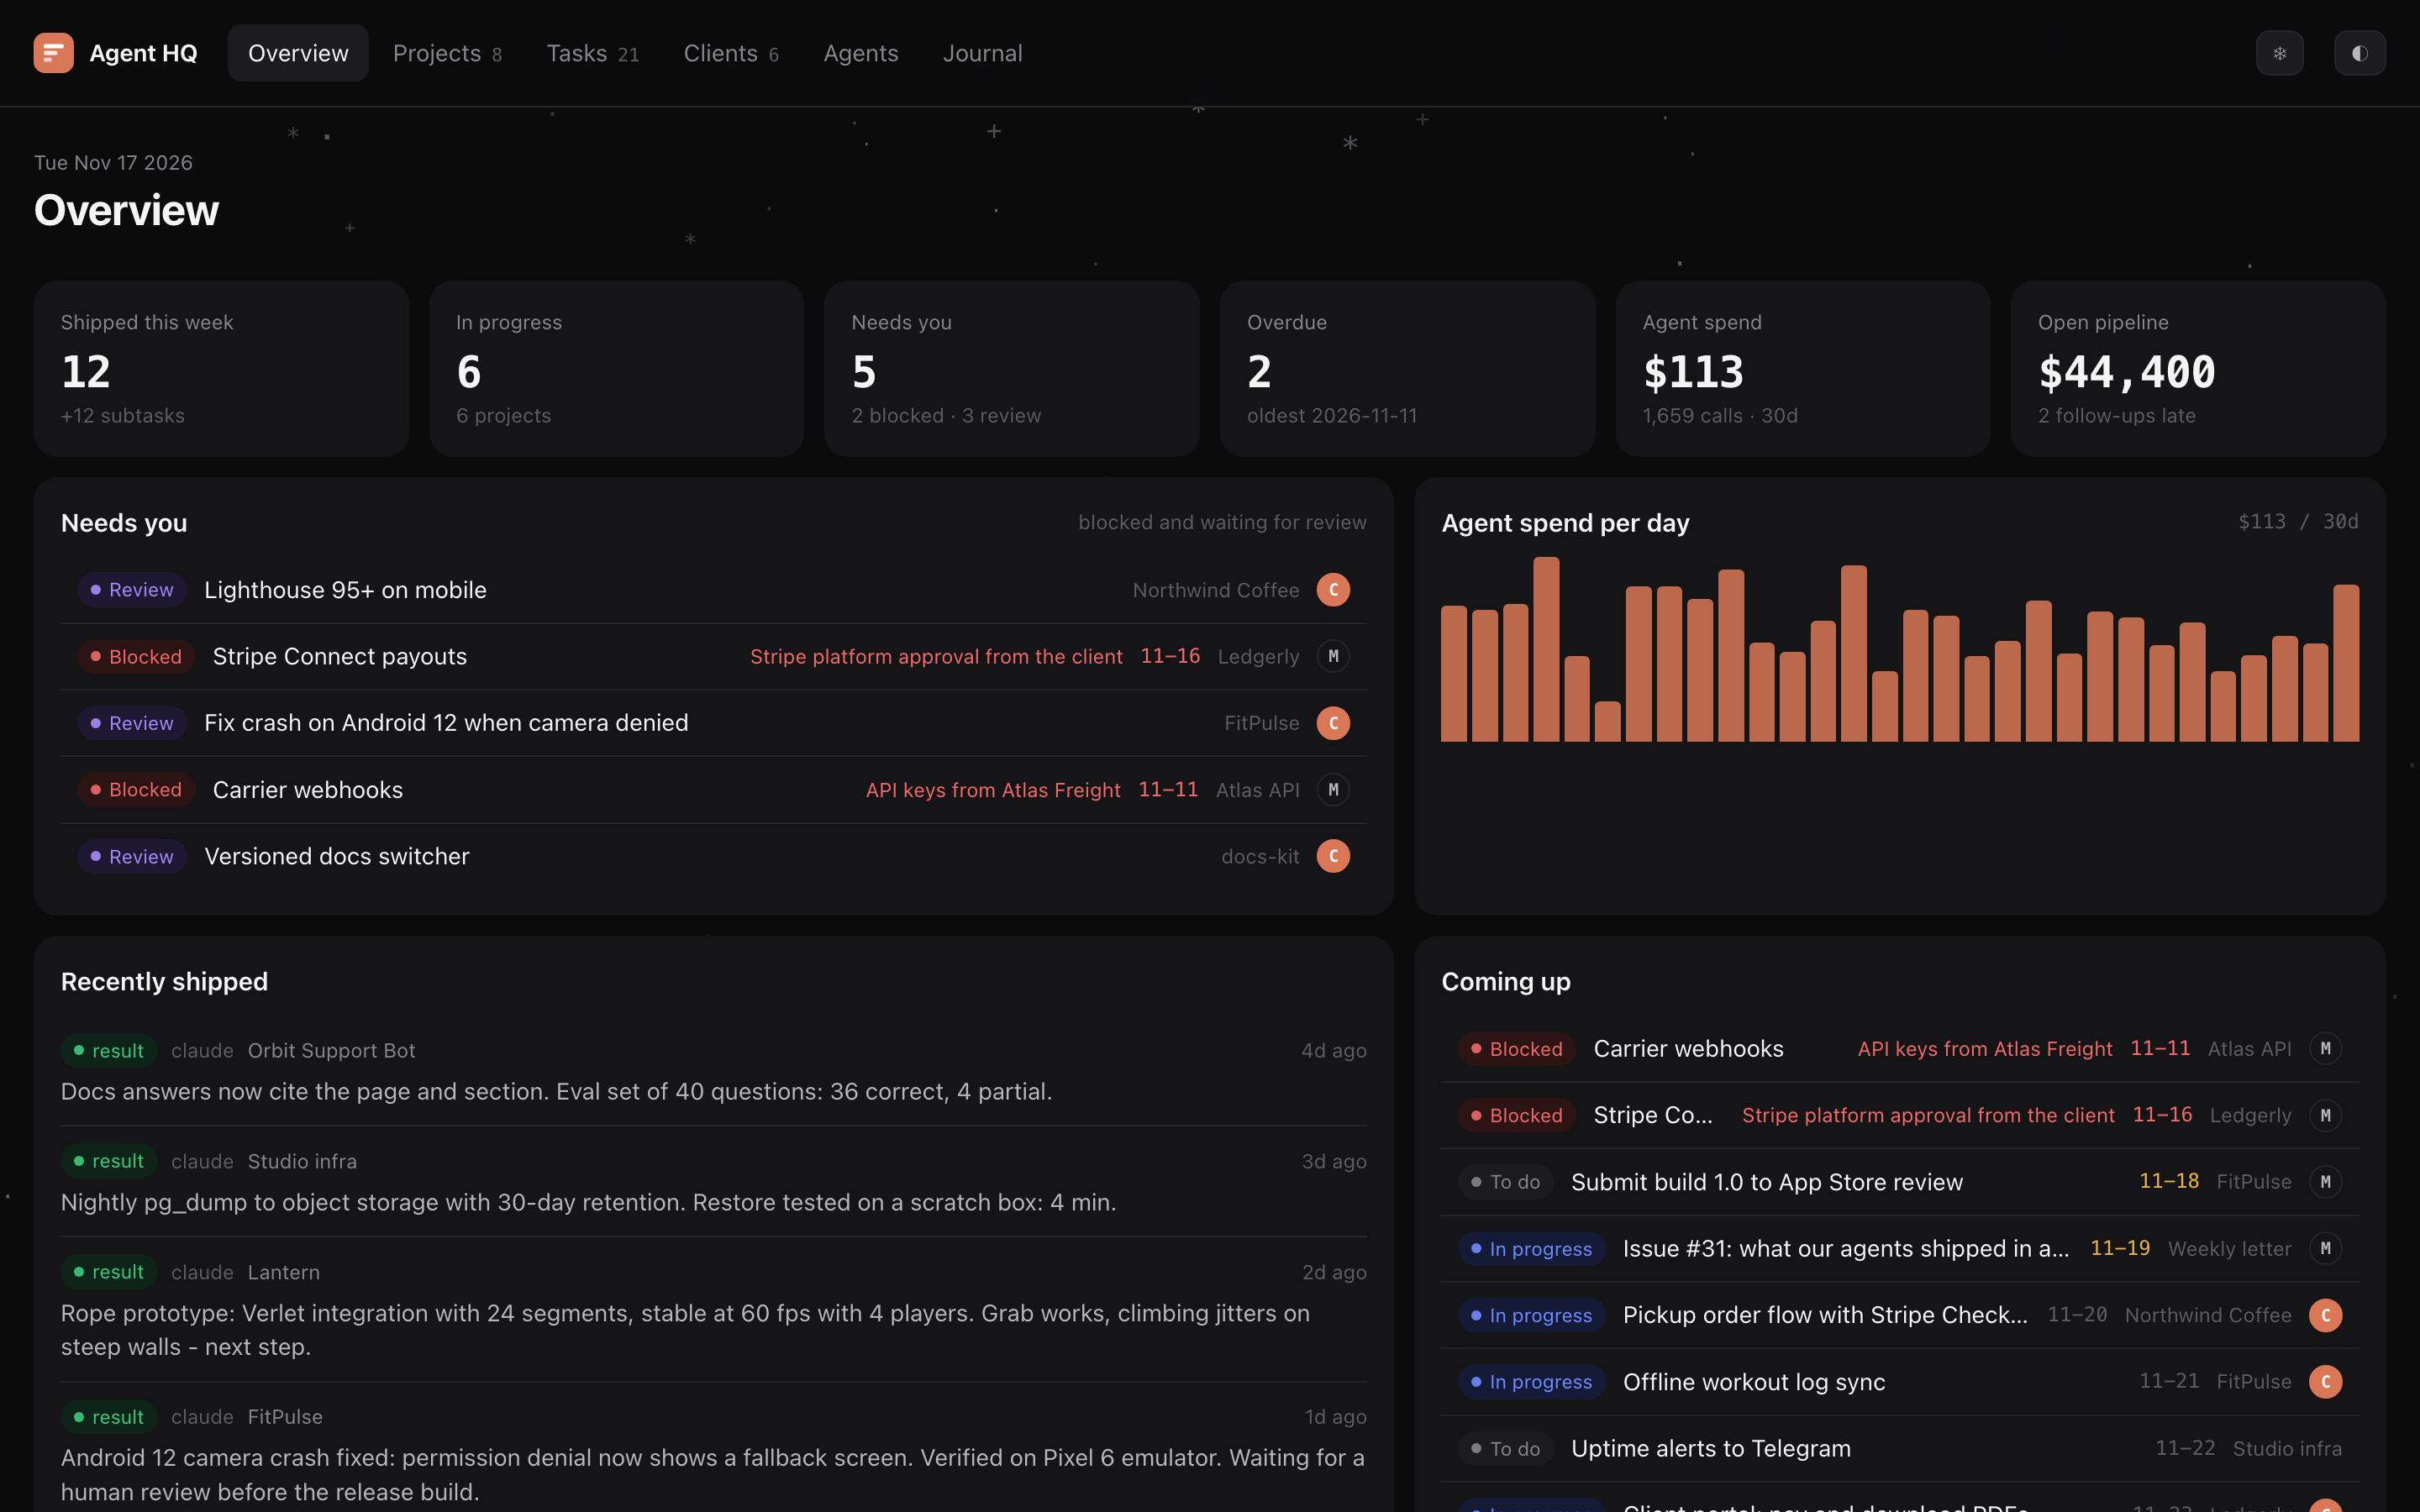 Agent HQ Overview Projects 8 Tasks 21 Clients 6 Agents Journal
Tue Nov 17 2026
Overview
Shipped this week
12
+12 subtasks
In progress
6
6 projects
Needs you
5
2 blocked · 3 review
Overdue
2
oldest 2026-11-11
Agent spend
$113
1,659 calls · 30d
Open pipeline
$44,400
2 follow-ups late
Needs you blocked and waiting for review
Review Lighthouse 95+ on mobile Northwind Coffee C
Blocked Stripe Connect payouts Stripe platform approval from the client 11-16 Ledgerly M
Review Fix crash on Android 12 when camera denied FitPulse C
Blocked Carrier webhooks API keys from Atlas Freight 11-11 Atlas API M
Review Versioned docs switcher docs-kit C
Agent spend per day $113 / 30d
Recently shipped
result claude Orbit Support Bot 4d ago
Docs answers now cite the page and section. Eval set of 40 questions: 36 correct, 4 partial.
result claude Studio infra 3d ago
Nightly pg_dump to object storage with 30-day retention. Restore tested on a scratch box: 4 min.
result claude Lantern 2d ago
Rope prototype: Verlet integration with 24 segments, stable at 60 fps with 4 players. Grab works, climbing jitters on
steep walls - next step.
result claude FitPulse 1d ago
Android 12 camera crash fixed: permission denial now shows a fallback screen. Verified on Pixel 6 emulator. Waiting for a
human review before the release build.
Coming up
Blocked Carrier webhooks API keys from Atlas Freight 11-11 Atlas API M
Blocked Stripe Co... Stripe platform approval from the client 11-16 Ledgerly M
To do Submit build 1.0 to App Store review 11-18 FitPulse M
In progress Issue #31: what our agents shipped in a... 11-19 Weekly letter M
In progress Pickup order flow with Stripe Check... 11-20 Northwind Coffee C
In progress Offline workout log sync 11-21 FitPulse C
To do Uptime alerts to Telegram 11-22 Studio infra